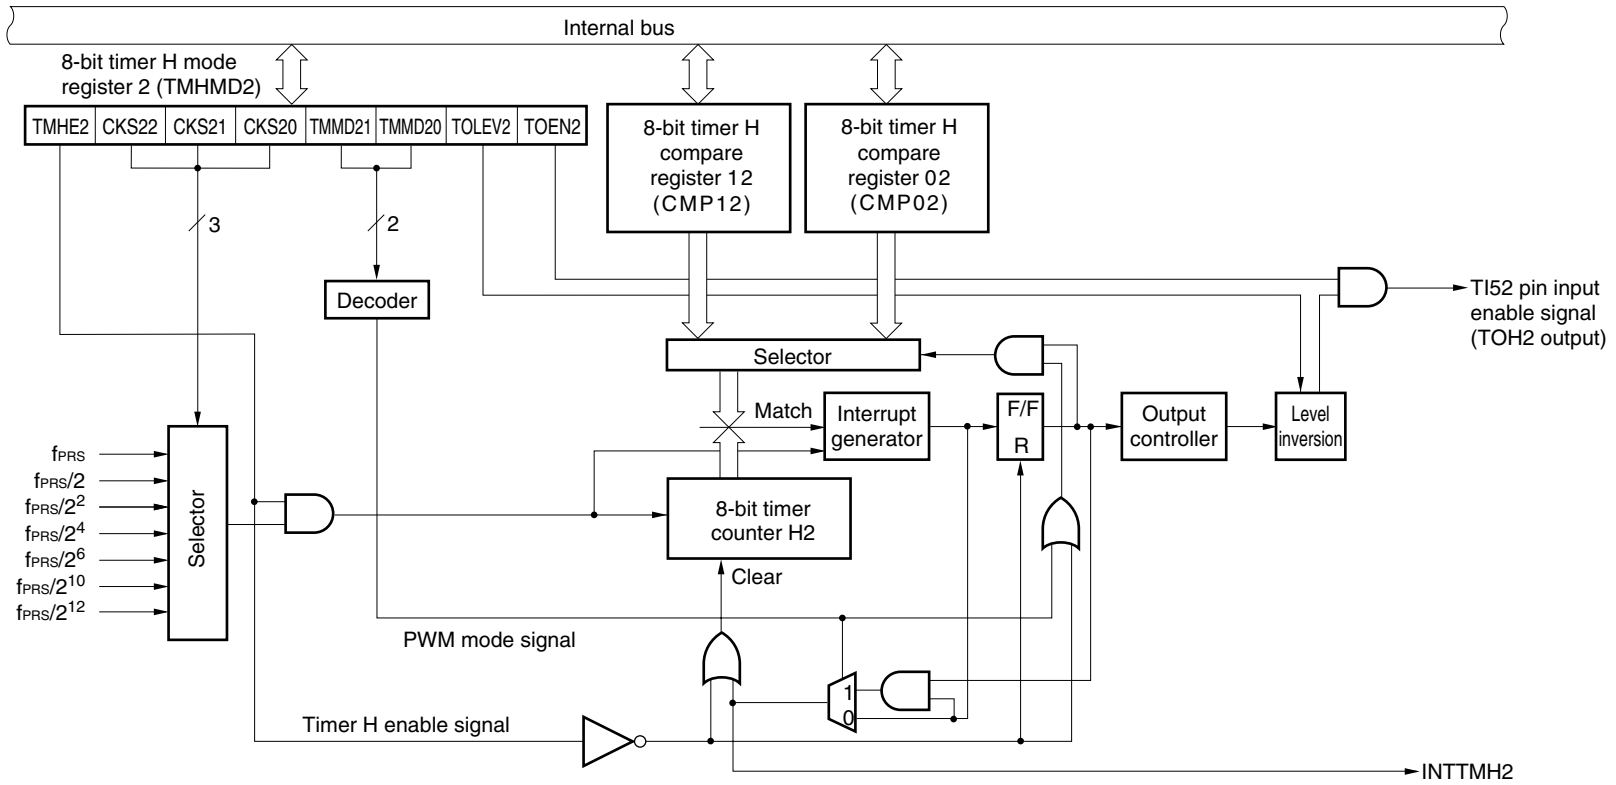 Internal bus
8-bit timer H mode
register 2 (TMHMD2)
TMHE2 CKS22 CKS21 CKS20 TMMD21 TMMD20 TOLEV2 TOEN2
8-bit timer H
compare
register 12
(CMP12)
8-bit timer H
compare
register 02
(CMP02)
3
2
Decoder
TI52 pin input
enable signal
(TOH2 output)
Selector
Match
Interrupt
generator
F/F
R
Output
controller
Level
inversion
fPRS
fPRS/2
fPRS/2²
fPRS/2⁴
fPRS/2⁶
fPRS/2¹⁰
fPRS/2¹²
Selector
8-bit timer
counter H2
Clear
PWM mode signal
1
0
Timer H enable signal
INTTMH2